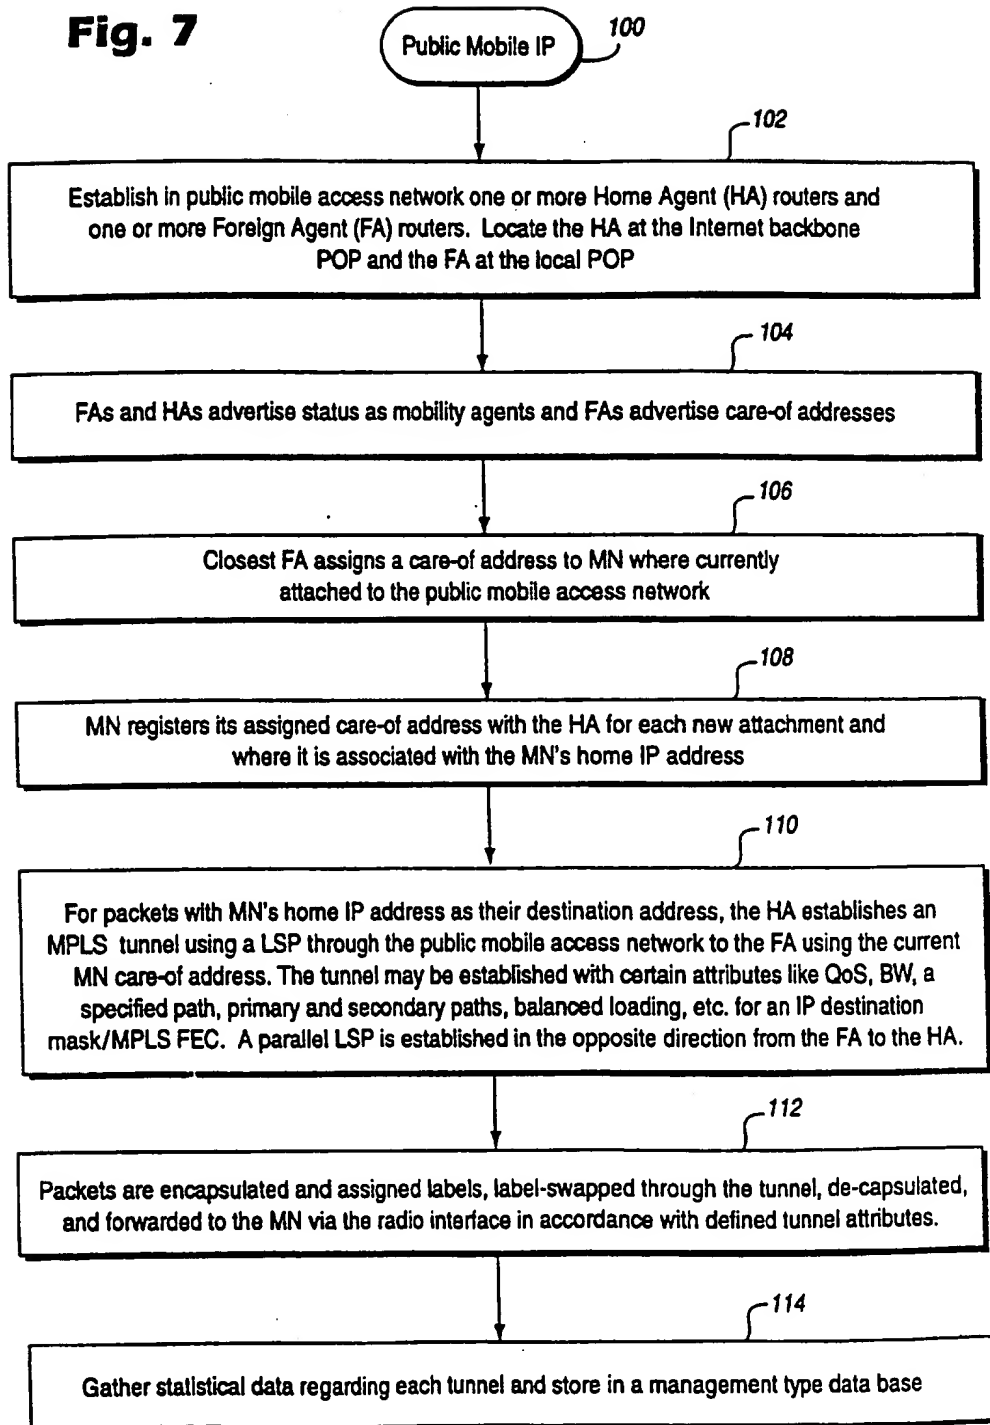 Fig. 7
Public Mobile IP
100
102
Establish in public mobile access network one or more Home Agent (HA) routers and
one or more Foreign Agent (FA) routers. Locate the HA at the Internet backbone
POP and the FA at the local POP
104
FAs and HAs advertise status as mobility agents and FAs advertise care-of addresses
106
Closest FA assigns a care-of address to MN where currently
attached to the public mobile access network
108
MN registers its assigned care-of address with the HA for each new attachment and
where it is associated with the MN's home IP address
110
For packets with MN's home IP address as their destination address, the HA establishes an
MPLS tunnel using a LSP through the public mobile access network to the FA using the current
MN care-of address. The tunnel may be established with certain attributes like QoS, BW, a
specified path, primary and secondary paths, balanced loading, etc. for an IP destination
mask/MPLS FEC. A parallel LSP is established in the opposite direction from the FA to the HA.
112
Packets are encapsulated and assigned labels, label-swapped through the tunnel, de-capsulated,
and forwarded to the MN via the radio interface in accordance with defined tunnel attributes.
114
Gather statistical data regarding each tunnel and store in a management type data base